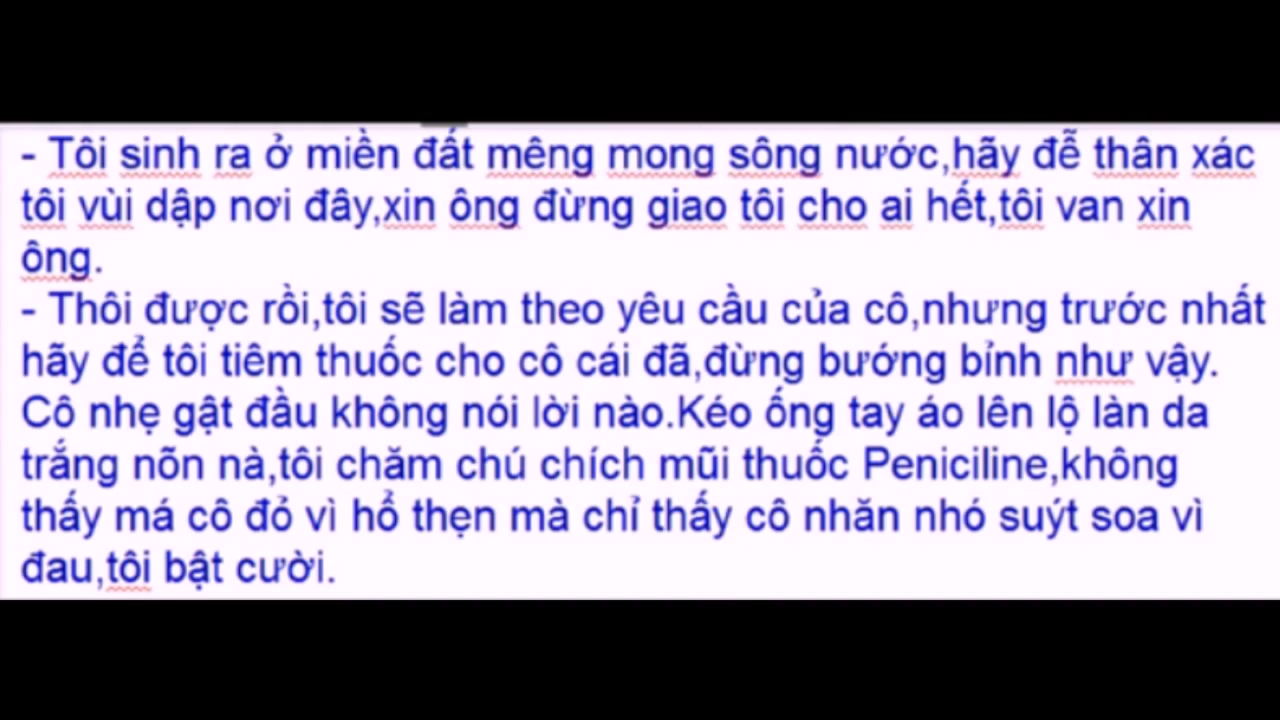 - Tôi sinh ra ở miền đất mêng mong sông nước,hãy đễ thân xác
tôi vùi dập nơi đây,xin ông đừng giao tôi cho ai hết,tôi van xin
ông.
- Thôi được rồi,tôi sẽ làm theo yêu cầu của cô,nhưng trước nhất
hãy để tôi tiêm thuốc cho cô cái đã,đừng bướng bỉnh như vậy.
Cô nhẹ gật đầu không nói lời nào.Kéo ống tay áo lên lộ làn da
trắng nõn nà,tôi chăm chú chích mũi thuốc Peniciline,không
thấy má cô đỏ vì hổ thẹn mà chỉ thấy cô nhăn nhó suýt soa vì
đau,tôi bật cười.